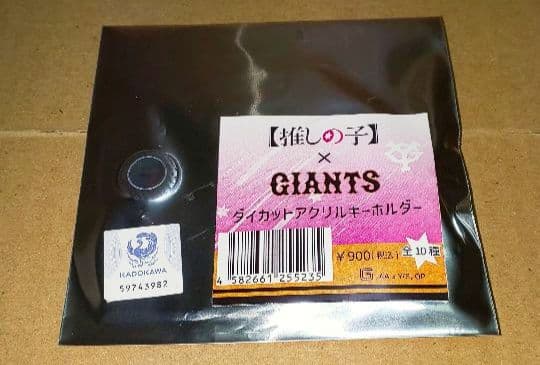 【推しの子】
×
GIANTS
ダイカットアクリルキーホルダー
¥900(税込)
全10種
4 582661 255235
KADOKAWA
59743982